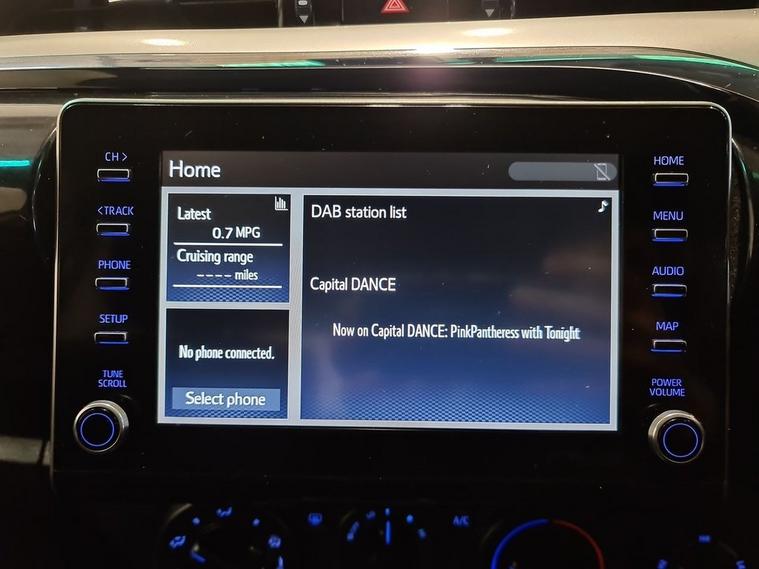 CH >
< TRACK
PHONE
SETUP
TUNE
SCROLL
Home
Latest
0.7 MPG
Cruising range
---- miles
No phone connected.
Select phone
DAB station list
Capital DANCE
Now on Capital DANCE: PinkPantheress with Tonight
HOME
MENU
AUDIO
MAP
POWER
VOLUME
A/C